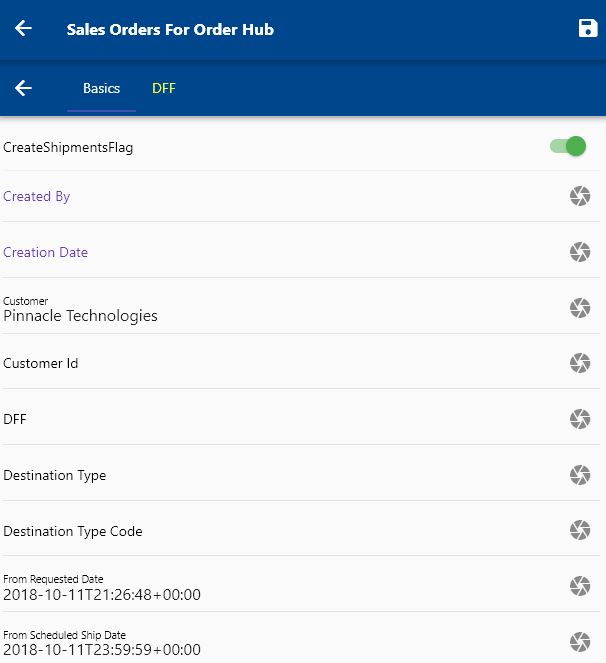 Sales Orders For Order Hub
Basics DFF
CreateShipmentsFlag
Created By
Creation Date
Customer
Pinnacle Technologies
Customer Id
DFF
Destination Type
Destination Type Code
From Requested Date
2018-10-11T21:26:48+00:00
From Scheduled Ship Date
2018-10-11T23:59:59+00:00